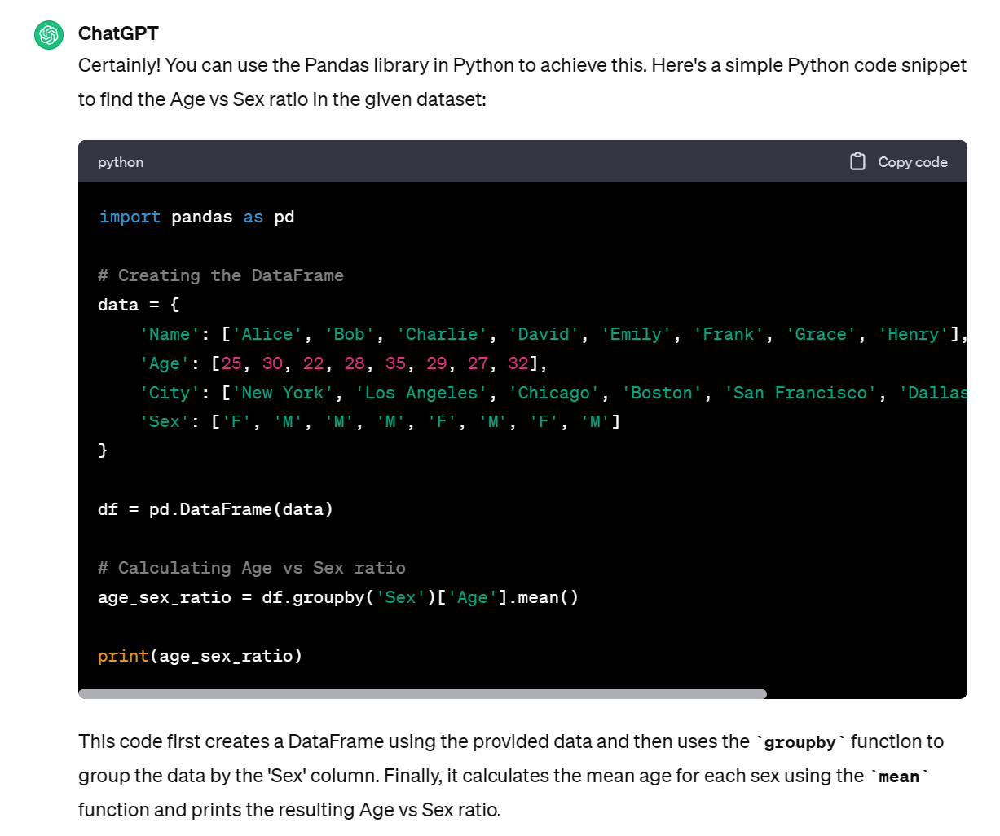 ChatGPT
Certainly! You can use the Pandas library in Python to achieve this. Here's a simple Python code snippet
to find the Age vs Sex ratio in the given dataset:
python
Copy code
import pandas as pd
# Creating the DataFrame
data = {
    'Name': ['Alice', 'Bob', 'Charlie', 'David', 'Emily', 'Frank', 'Grace', 'Henry'],
    'Age': [25, 30, 22, 28, 35, 29, 27, 32],
    'City': ['New York', 'Los Angeles', 'Chicago', 'Boston', 'San Francisco', 'Dallas
    'Sex': ['F', 'M', 'M', 'M', 'F', 'M', 'F', 'M']
}
df = pd.DataFrame(data)
# Calculating Age vs Sex ratio
age_sex_ratio = df.groupby('Sex')['Age'].mean()
print(age_sex_ratio)
This code first creates a DataFrame using the provided data and then uses the `groupby` function to
group the data by the 'Sex' column. Finally, it calculates the mean age for each sex using the `mean`
function and prints the resulting Age vs Sex ratio.